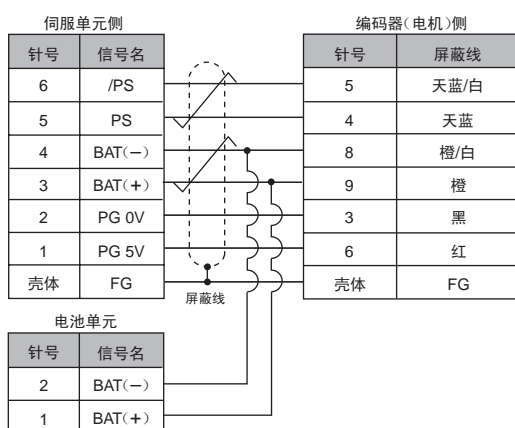 伺服单元侧 编码器(电机)侧
针号 信号名 针号 屏蔽线
6 /PS 5 天蓝/白
5 PS 4 天蓝
4 BAT(−) 8 橙/白
3 BAT(+) 9 橙
2 PG 0V 3 黑
1 PG 5V 6 红
壳体 FG 壳体 FG
屏蔽线
电池单元
针号 信号名
2 BAT(−)
1 BAT(+)